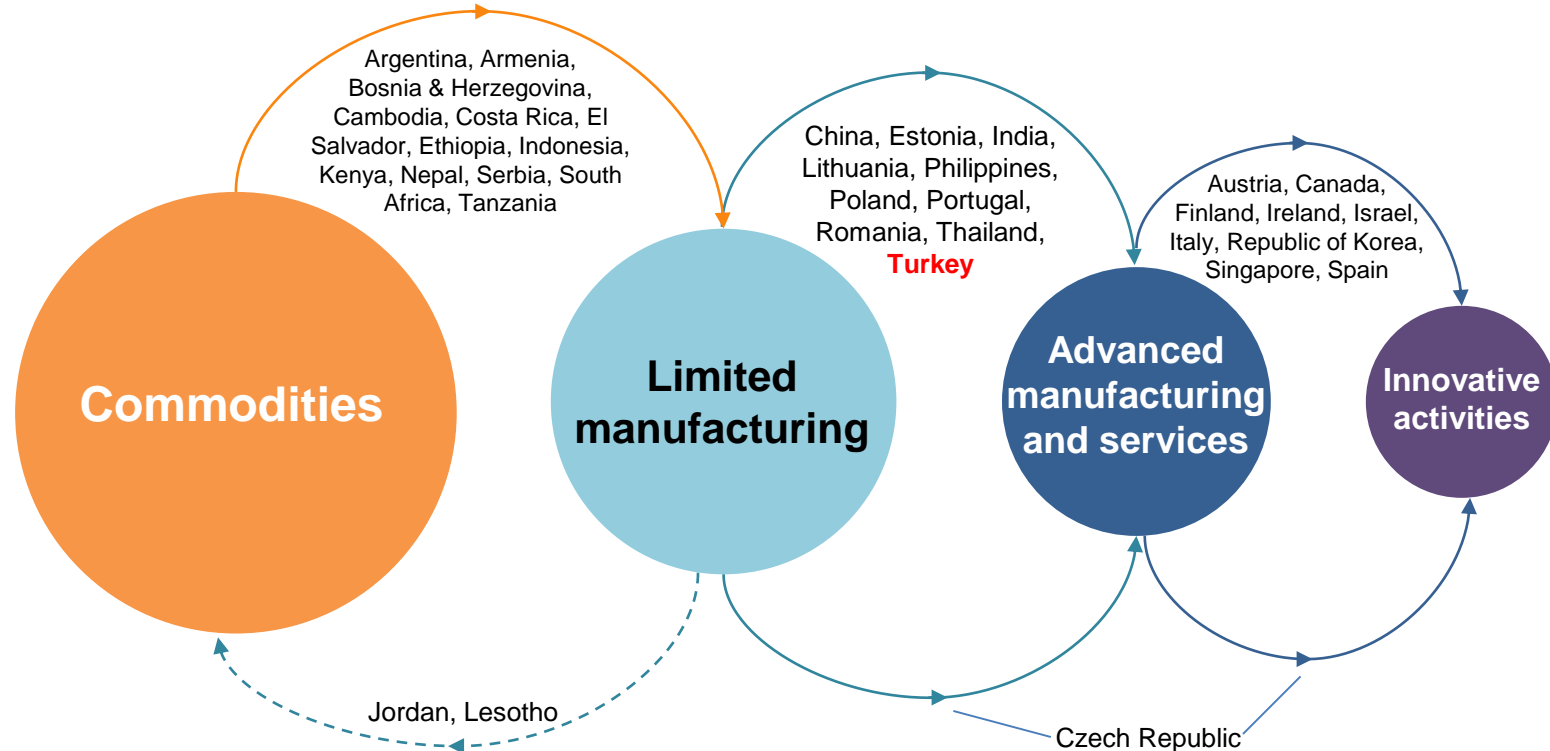 Argentina, Armenia,
Bosnia & Herzegovina,
Cambodia, Costa Rica, El
Salvador, Ethiopia, Indonesia,
Kenya, Nepal, Serbia, South
Africa, Tanzania
China, Estonia, India,
Lithuania, Philippines,
Poland, Portugal,
Romania, Thailand,
Turkey
Austria, Canada,
Finland, Ireland, Israel,
Italy, Republic of Korea,
Singapore, Spain
Commodities
Limited
manufacturing
Advanced
manufacturing
and services
Innovative
activities
Jordan, Lesotho
Czech Republic